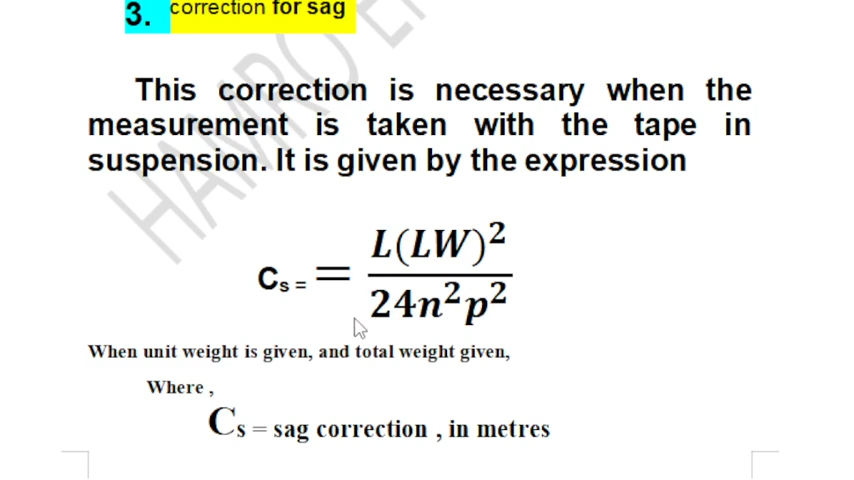 3. correction for sag
This correction is necessary when the
measurement is taken with the tape in
suspension. It is given by the expression
Cs = = L(LW)² / 24n²p²
When unit weight is given, and total weight given,
Where ,
Cs = sag correction , in metres